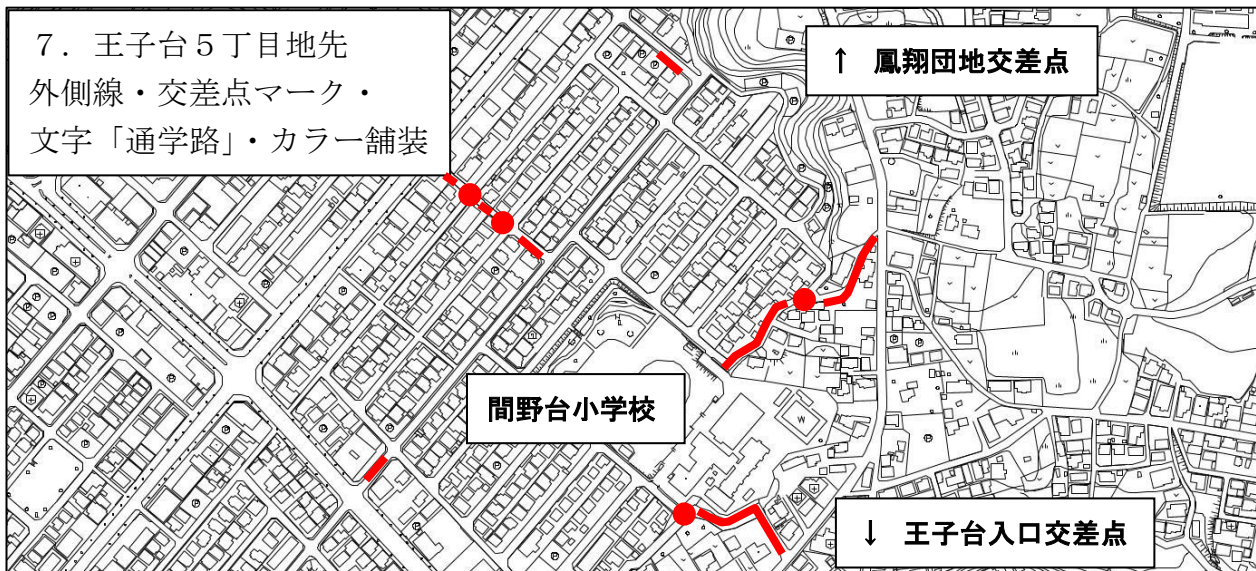 ７．王子台５丁目地先
外側線・交差点マーク・
文字「通学路」・カラー舗装
↑ 鳳翔団地交差点
間野台小学校
↓ 王子台入口交差点